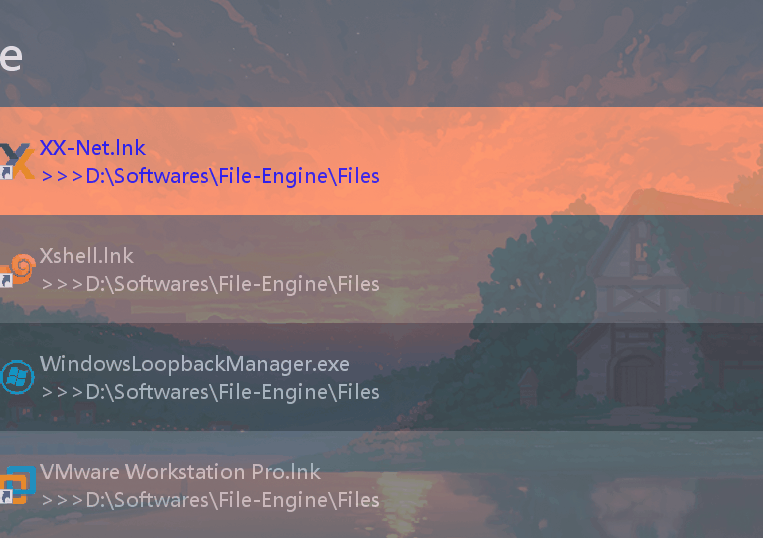 e
XX-Net.lnk
>>>D:\Softwares\File-Engine\Files
Xshell.lnk
>>>D:\Softwares\File-Engine\Files
WindowsLoopbackManager.exe
>>>D:\Softwares\File-Engine\Files
VMware Workstation Pro.lnk
>>>D:\Softwares\File-Engine\Files